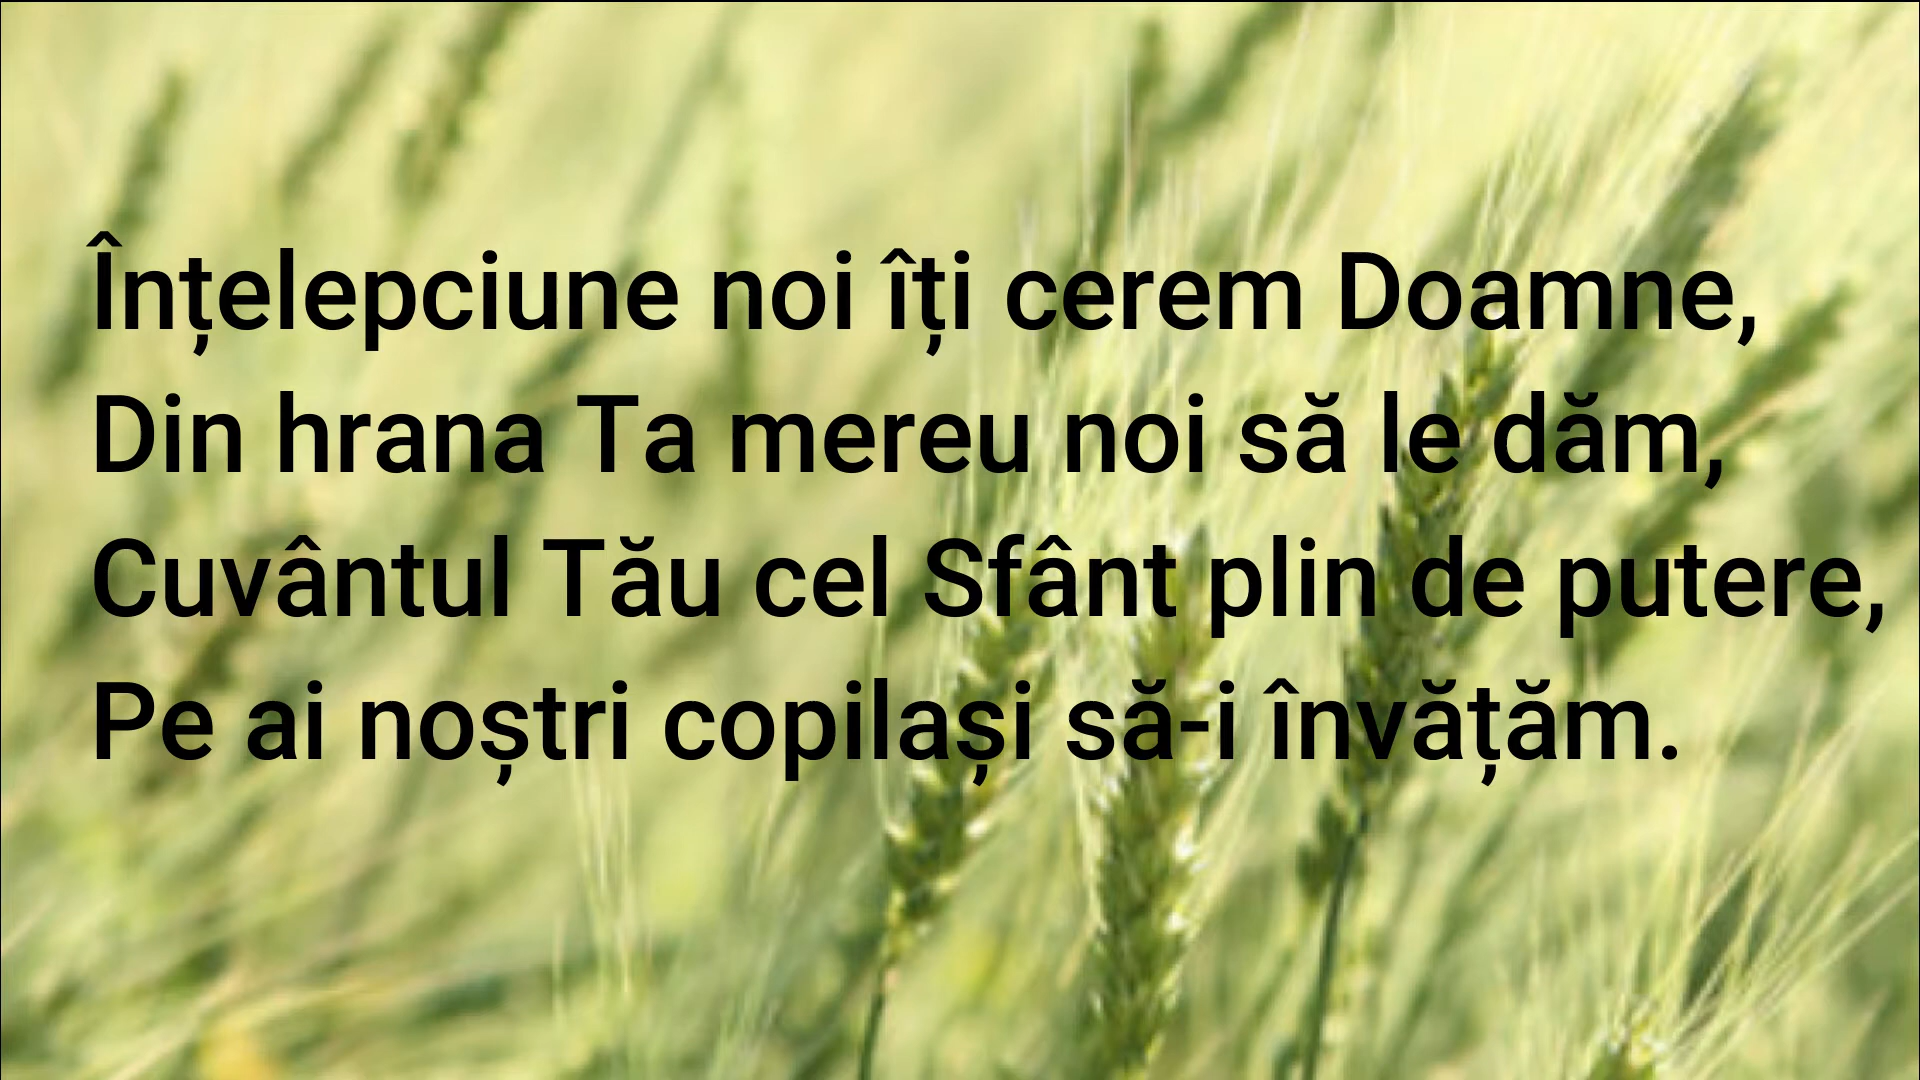 Înțelepciune noi îți cerem Doamne,
Din hrana Ta mereu noi să le dăm,
Cuvântul Tău cel Sfânt plin de putere,
Pe ai noștri copilași să-i învățăm.